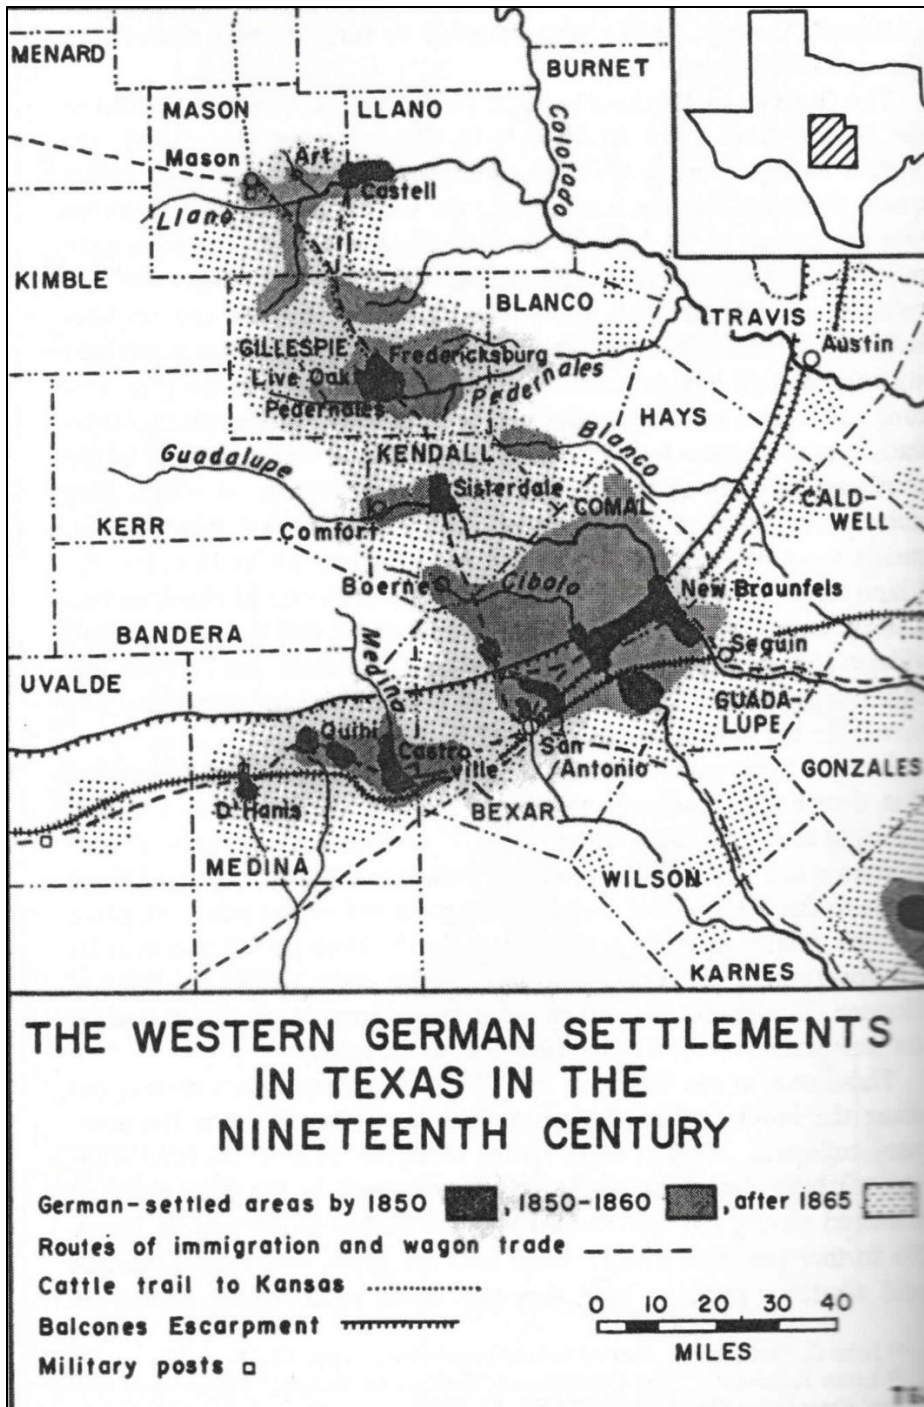 MENARD
BURNET
MASON
LLANO
Mason
Art
Colorado
Castell
Llano
KIMBLE
BLANCO
TRAVIS
Austin
GILLESPIE
Fredericksburg
Live Oak
Pedernales
Pedernales
HAYS
Blanco
Guadalupe
KENDALL
Sisterdale
COMAL
CALD-
WELL
KERR
Comfort
Boerne
Cibolo
New Braunfels
BANDERA
Medina
Seguin
UVALDE
GUADA-
LUPE
Quihi
Castro
ville
San
Antonio
GONZALES
D'Hanis
BEXAR
MEDINA
WILSON
KARNES
THE WESTERN GERMAN SETTLEMENTS
IN TEXAS IN THE
NINETEENTH CENTURY
German-settled areas by 1850 , 1850-1860 , after 1865
Routes of immigration and wagon trade
Cattle trail to Kansas
Balcones Escarpment
Military posts
0 10 20 30 40
MILES